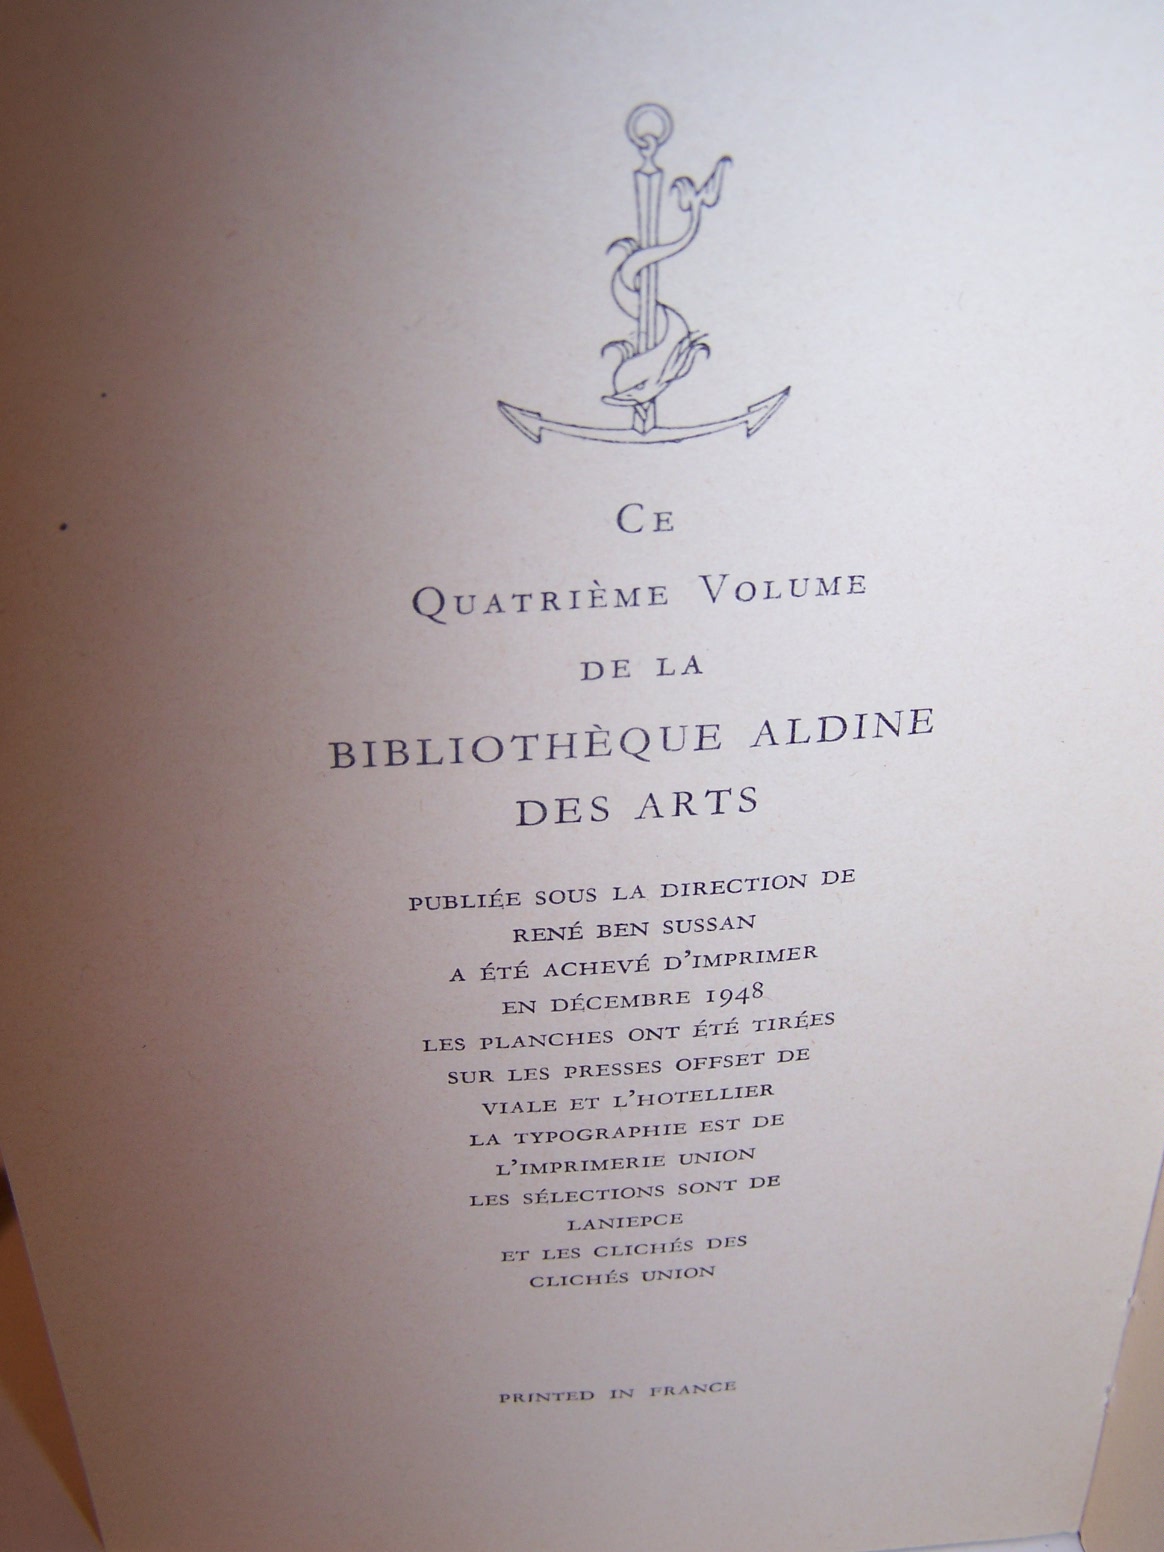 Ce
Quatrième Volume
de la
BIBLIOTHÈQUE ALDINE
DES ARTS
PUBLIÉE SOUS LA DIRECTION DE
RENÉ BEN SUSSAN
A ÉTÉ ACHEVÉ D'IMPRIMER
EN DÉCEMBRE 1948
LES PLANCHES ONT ÉTÉ TIRÉES
SUR LES PRESSES OFFSET DE
VIALE ET L'HOTELLIER
LA TYPOGRAPHIE EST DE
L'IMPRIMERIE UNION
LES SÉLECTIONS SONT DE
LANIEPCE
ET LES CLICHÉS DES
CLICHÉS UNION
PRINTED IN FRANCE